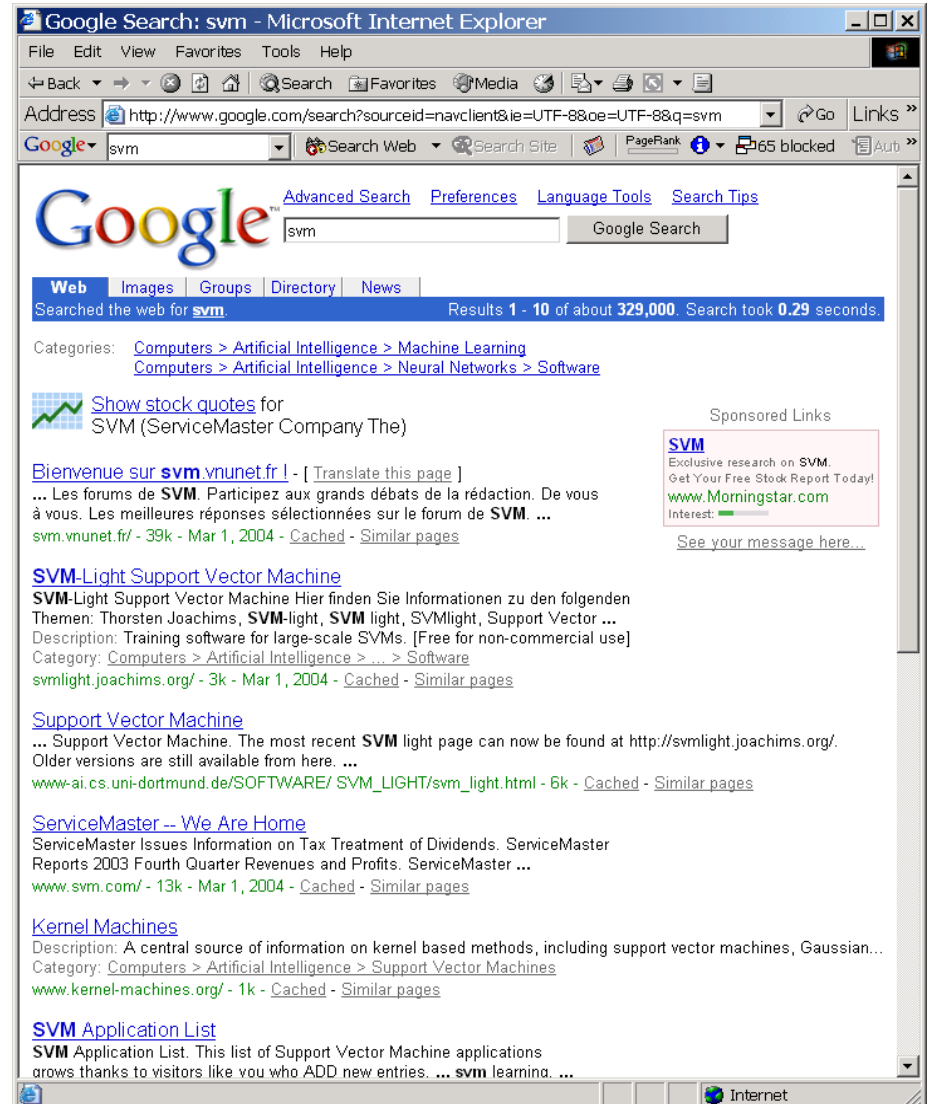 Google Search: svm - Microsoft Internet Explorer
File Edit View Favorites Tools Help
Back Search Favorites Media
Address http://www.google.com/search?sourceid=navclient&ie=UTF-8&oe=UTF-8&q=svm Go Links »
Google svm Search Web Search Site PageRank 65 blocked Aut »
Google™
Advanced Search Preferences Language Tools Search Tips
svm Google Search
Web Images Groups Directory News
Searched the web for svm. Results 1 - 10 of about 329,000. Search took 0.29 seconds.
Categories: Computers > Artificial Intelligence > Machine Learning
Computers > Artificial Intelligence > Neural Networks > Software
Show stock quotes for
SVM (ServiceMaster Company The)
Sponsored Links
SVM
Exclusive research on SVM.
Get Your Free Stock Report Today!
www.Morningstar.com
Interest:
See your message here...
Bienvenue sur svm.vnunet.fr ! - [ Translate this page ]
... Les forums de SVM. Participez aux grands débats de la rédaction. De vous
à vous. Les meilleures réponses sélectionnées sur le forum de SVM. ...
svm.vnunet.fr/ - 39k - Mar 1, 2004 - Cached - Similar pages
SVM-Light Support Vector Machine
SVM-Light Support Vector Machine Hier finden Sie Informationen zu den folgenden
Themen: Thorsten Joachims, SVM-light, SVM light, SVMlight, Support Vector ...
Description: Training software for large-scale SVMs. [Free for non-commercial use]
Category: Computers > Artificial Intelligence > ... > Software
svmlight.joachims.org/ - 3k - Mar 1, 2004 - Cached - Similar pages
Support Vector Machine
... Support Vector Machine. The most recent SVM light page can now be found at http://svmlight.joachims.org/.
Older versions are still available from here. ...
www-ai.cs.uni-dortmund.de/SOFTWARE/ SVM_LIGHT/svm_light.html - 6k - Cached - Similar pages
ServiceMaster -- We Are Home
ServiceMaster Issues Information on Tax Treatment of Dividends. ServiceMaster
Reports 2003 Fourth Quarter Revenues and Profits. ServiceMaster ...
www.svm.com/ - 13k - Mar 1, 2004 - Cached - Similar pages
Kernel Machines
Description: A central source of information on kernel based methods, including support vector machines, Gaussian...
Category: Computers > Artificial Intelligence > Support Vector Machines
www.kernel-machines.org/ - 1k - Cached - Similar pages
SVM Application List
SVM Application List. This list of Support Vector Machine applications
grows thanks to visitors like you who ADD new entries. ... svm learning. ...
Internet